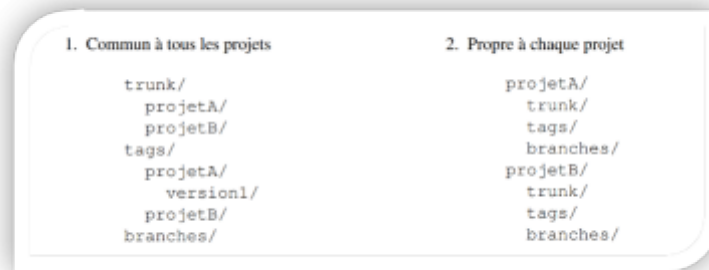 1. Commun à tous les projets
trunk/
projetA/
projetB/
tags/
projetA/
version1/
projetB/
branches/
2. Propre à chaque projet
projetA/
trunk/
tags/
branches/
projetB/
trunk/
tags/
branches/